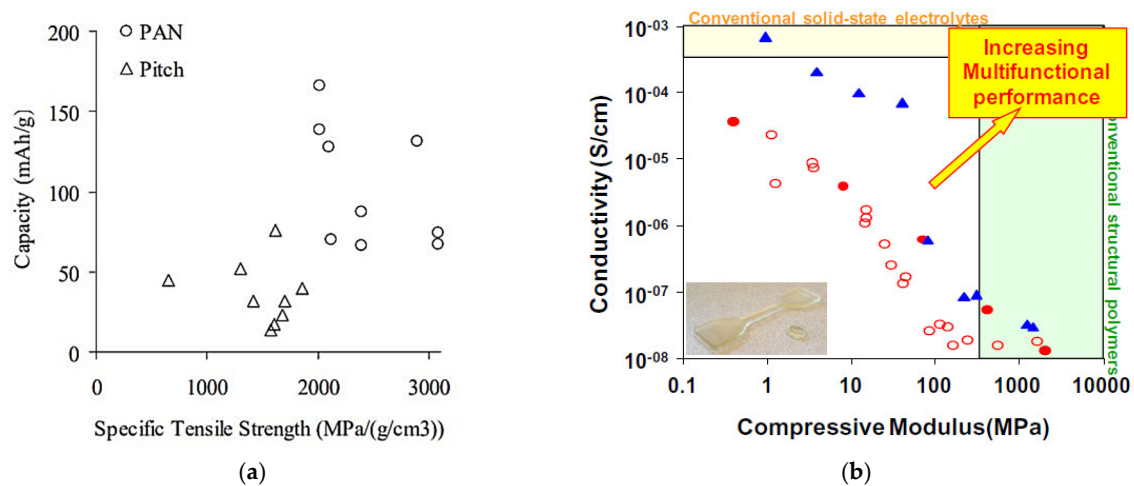 200
150
100
50
0
Capacity (mAh/g)
PAN
Pitch
0 1000 2000 3000
Specific Tensile Strength (MPa/(g/cm3))
(a)
Conventional solid-state electrolytes
Increasing
Multifunctional
performance
onventional structural polymers
10-03
10-04
10-05
10-06
10-07
10-08
Conductivity (S/cm)
0.1 1 10 100 1000 10000
Compressive Modulus(MPa)
(b)